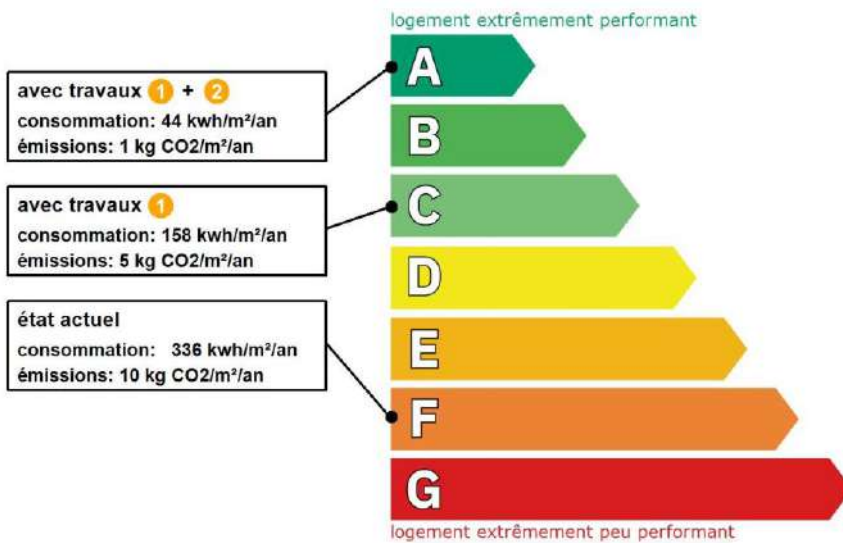 logement extrêmement performant
A
avec travaux 1 + 2
consommation: 44 kwh/m²/an
émissions: 1 kg CO2/m²/an
B
avec travaux 1
consommation: 158 kwh/m²/an
émissions: 5 kg CO2/m²/an
C
D
état actuel
consommation: 336 kwh/m²/an
émissions: 10 kg CO2/m²/an
E
F
G
logement extrêmement peu performant